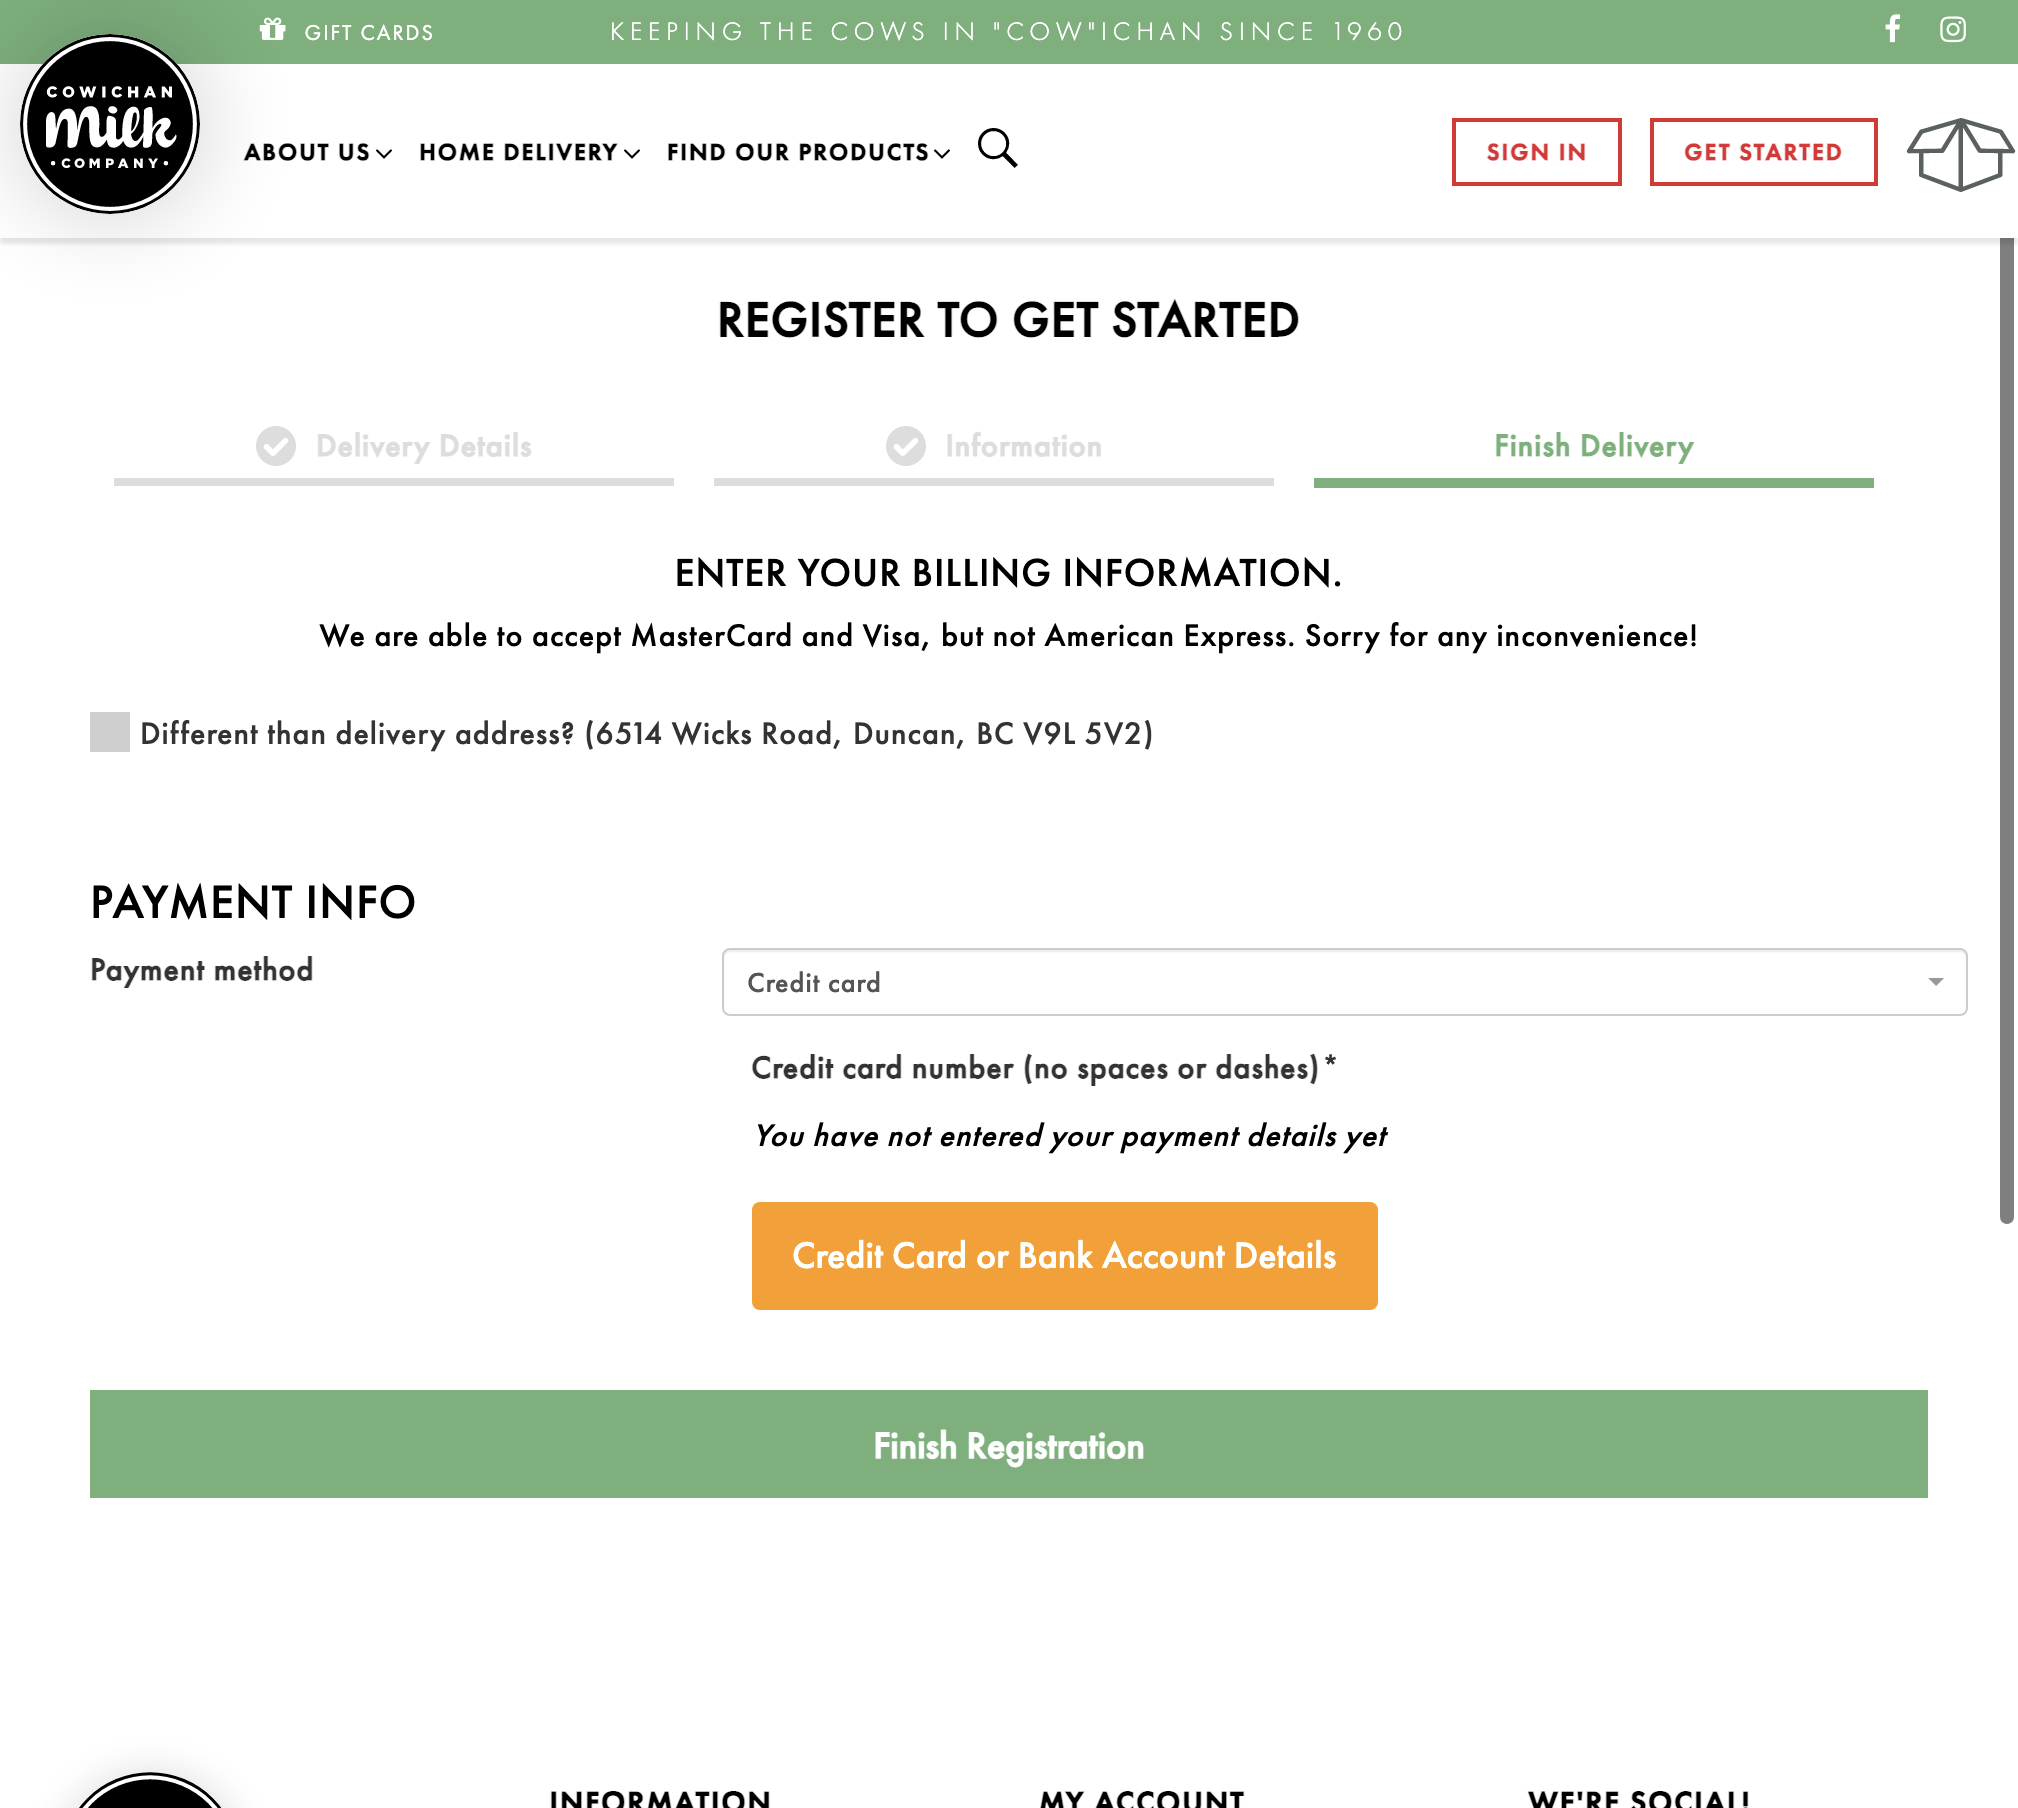 GIFT CARDS
KEEPING THE COWS IN "COW"ICHAN SINCE 1960
COWICHAN
milk
•COMPANY•
ABOUT US
HOME DELIVERY
FIND OUR PRODUCTS
SIGN IN
GET STARTED
REGISTER TO GET STARTED
Delivery Details
Information
Finish Delivery
ENTER YOUR BILLING INFORMATION.
We are able to accept MasterCard and Visa, but not American Express. Sorry for any inconvenience!
Different than delivery address? (6514 Wicks Road, Duncan, BC V9L 5V2)
PAYMENT INFO
Payment method
Credit card
Credit card number (no spaces or dashes)*
You have not entered your payment details yet
Credit Card or Bank Account Details
Finish Registration
INFORMATION
MY ACCOUNT
WE'RE SOCIAL!